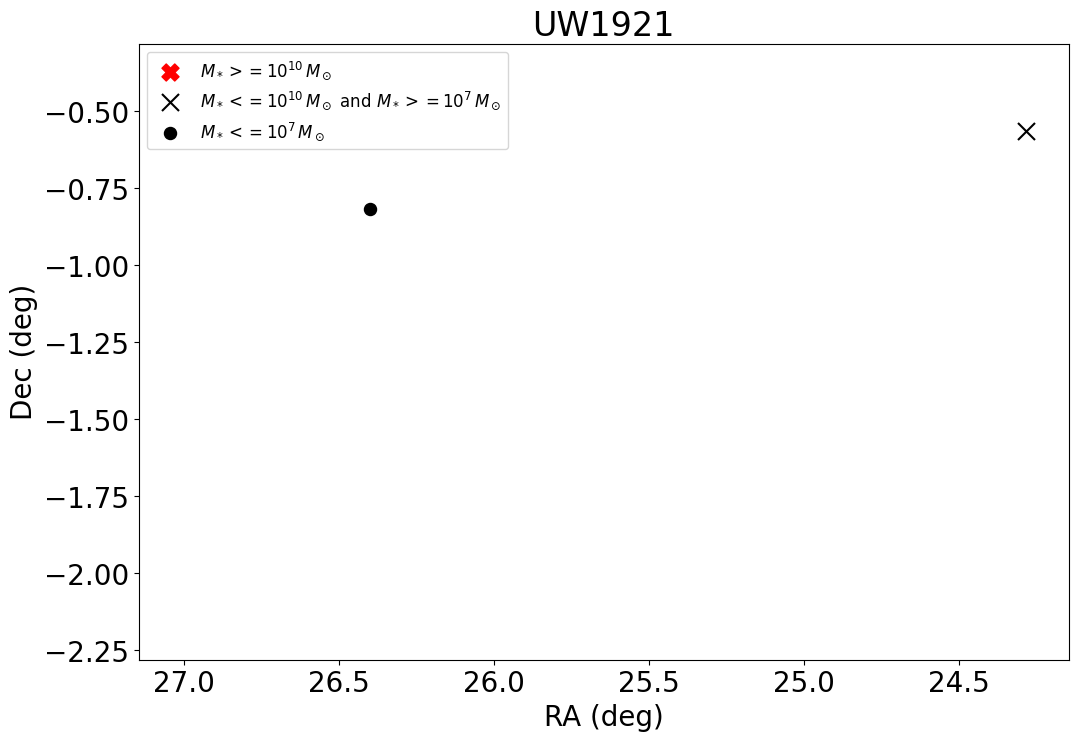 UW1921
M* >= 10^10 M⊙
M* <= 10^10 M⊙ and M* >= 10^7 M⊙
M* <= 10^7 M⊙
−0.50
−0.75
−1.00
−1.25
−1.50
−1.75
−2.00
−2.25
Dec (deg)
27.0 26.5 26.0 25.5 25.0 24.5
RA (deg)